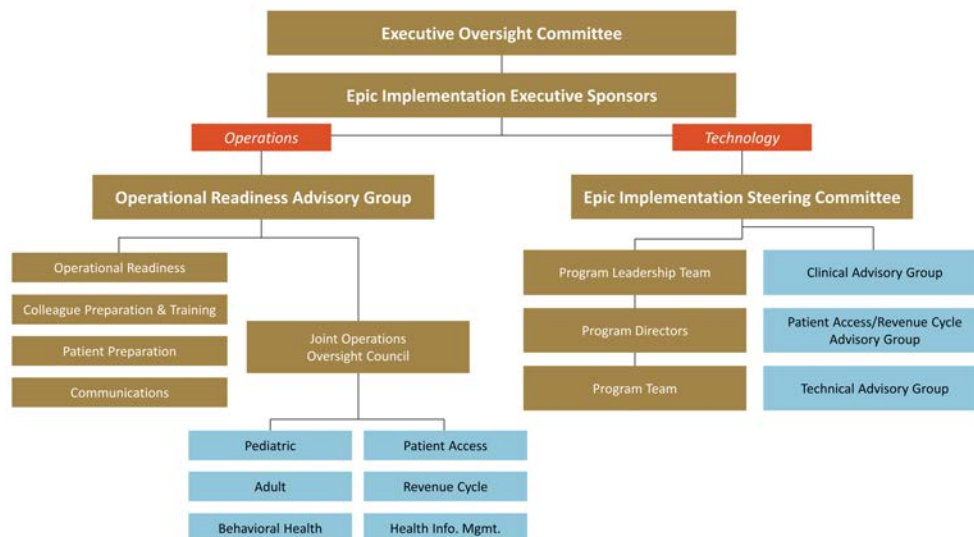 Executive Oversight Committee
Epic Implementation Executive Sponsors
Operations
Technology
Operational Readiness Advisory Group
Epic Implementation Steering Committee
Operational Readiness
Colleague Preparation & Training
Patient Preparation
Communications
Joint Operations
Oversight Council
Pediatric
Adult
Behavioral Health
Patient Access
Revenue Cycle
Health Info. Mgmt.
Program Leadership Team
Program Directors
Program Team
Clinical Advisory Group
Patient Access/Revenue Cycle
Advisory Group
Technical Advisory Group